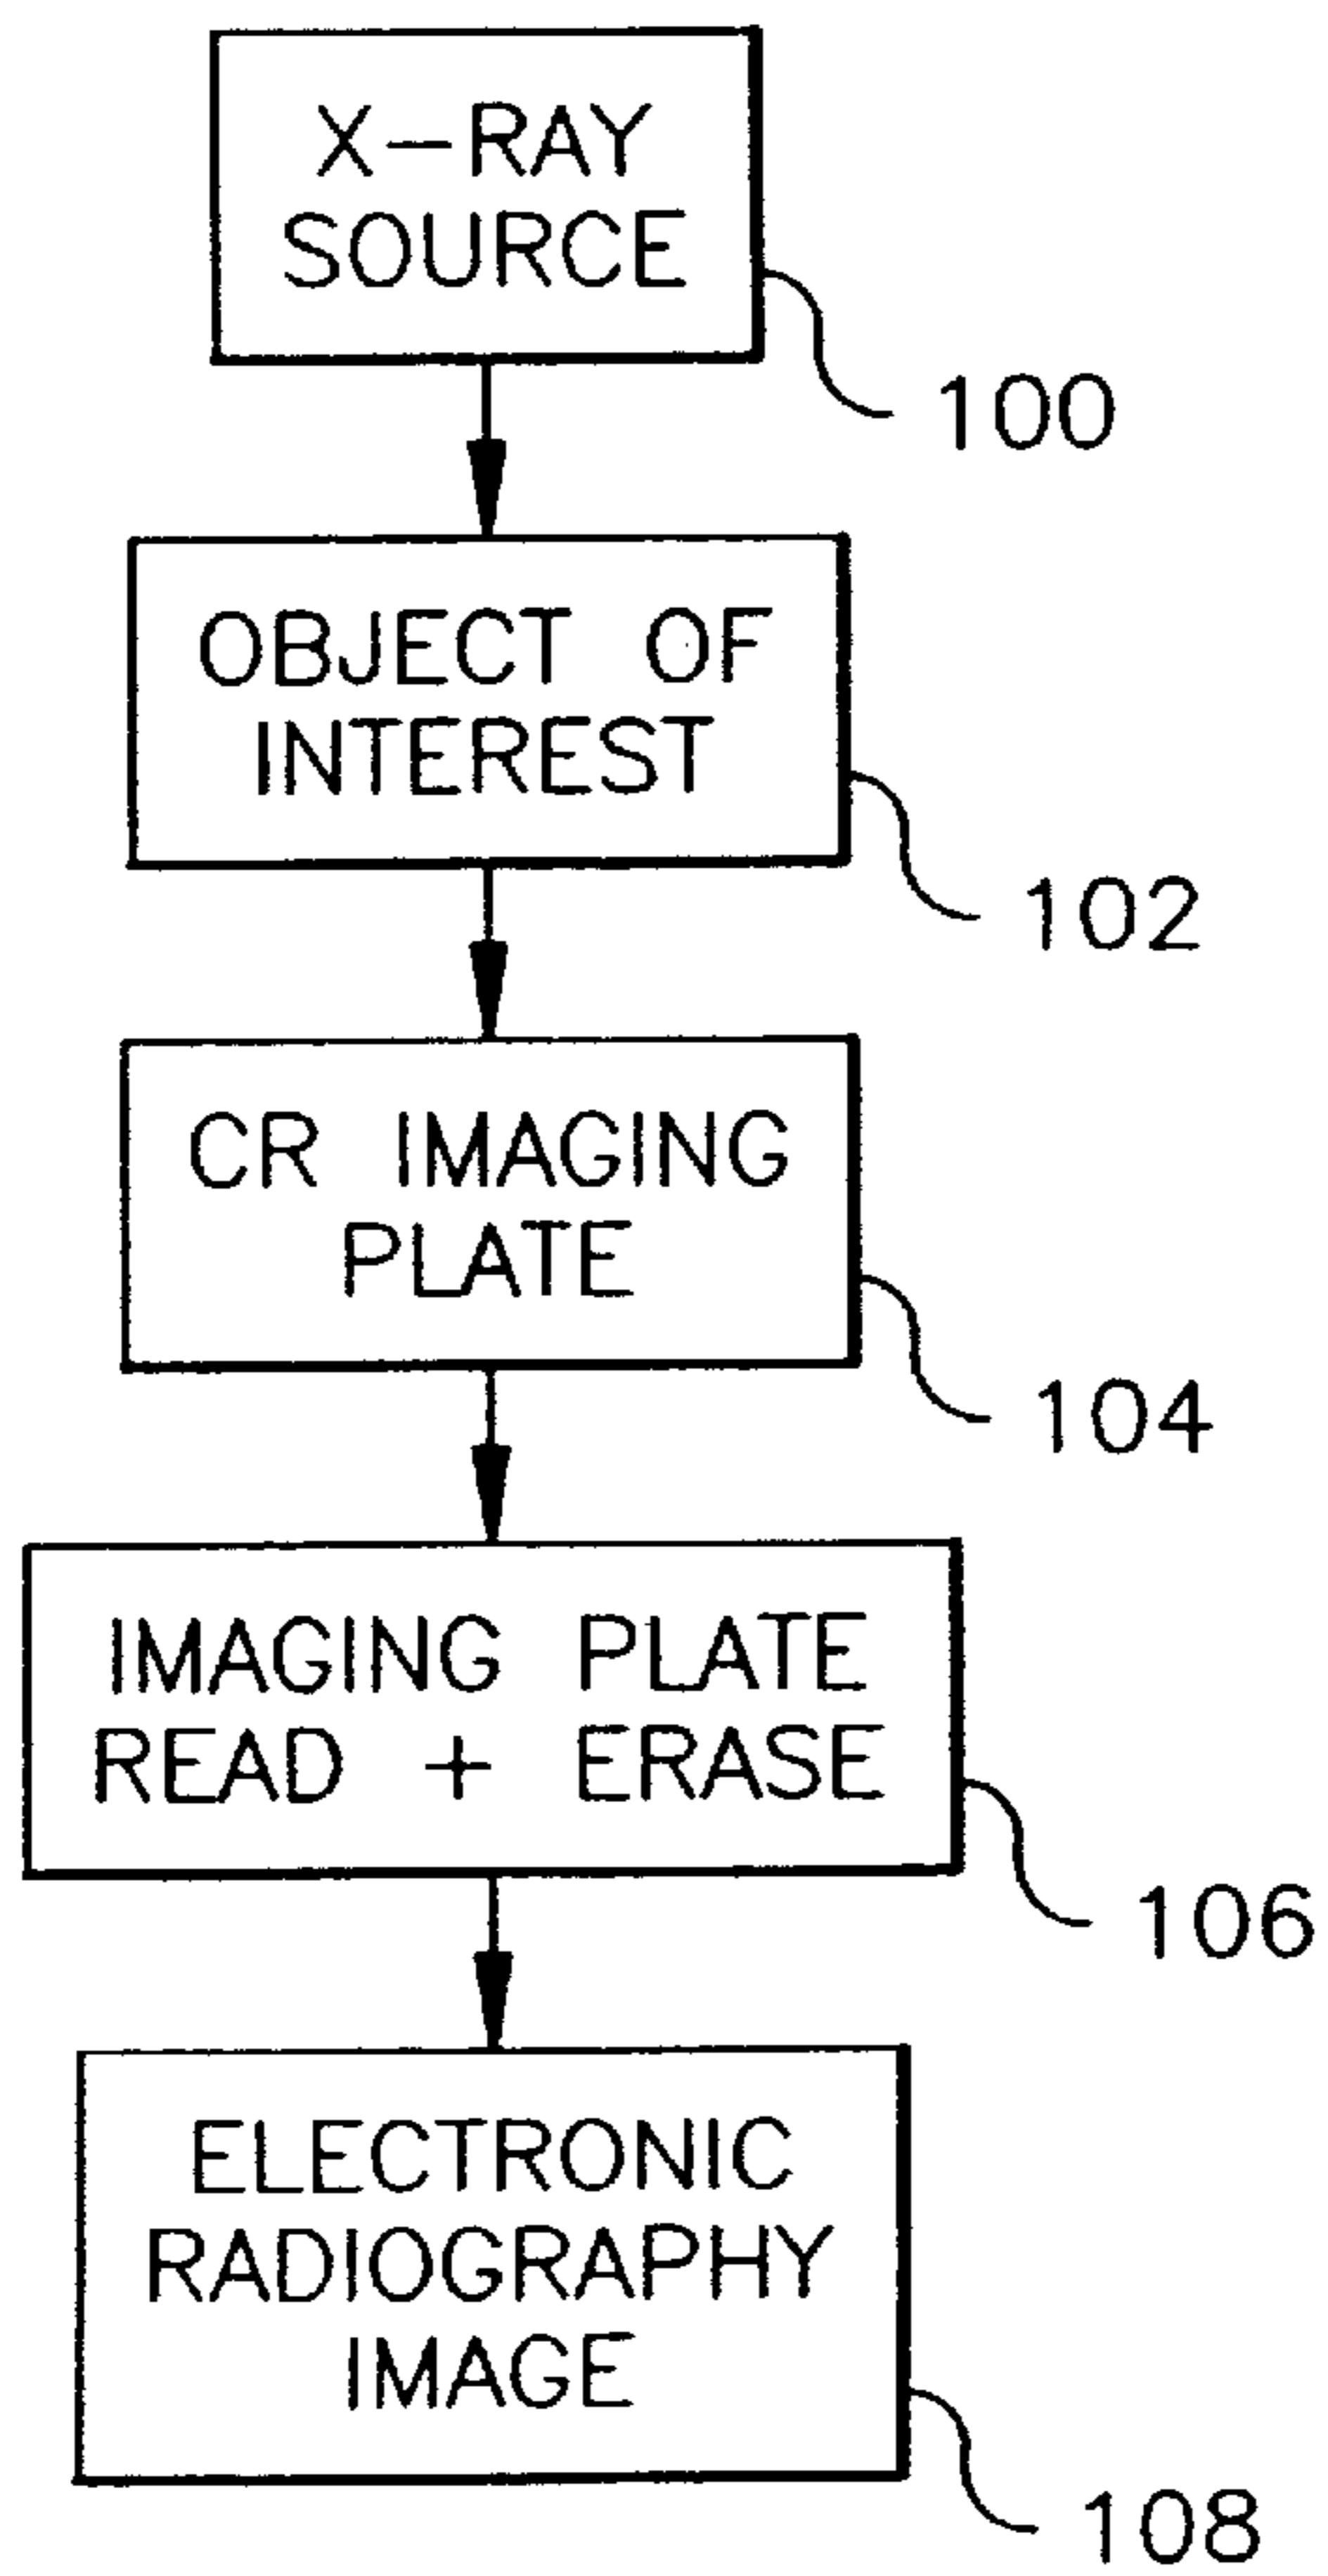 X-RAY
SOURCE
100
OBJECT OF
INTEREST
102
CR IMAGING
PLATE
104
IMAGING PLATE
READ + ERASE
106
ELECTRONIC
RADIOGRAPHY
IMAGE
108